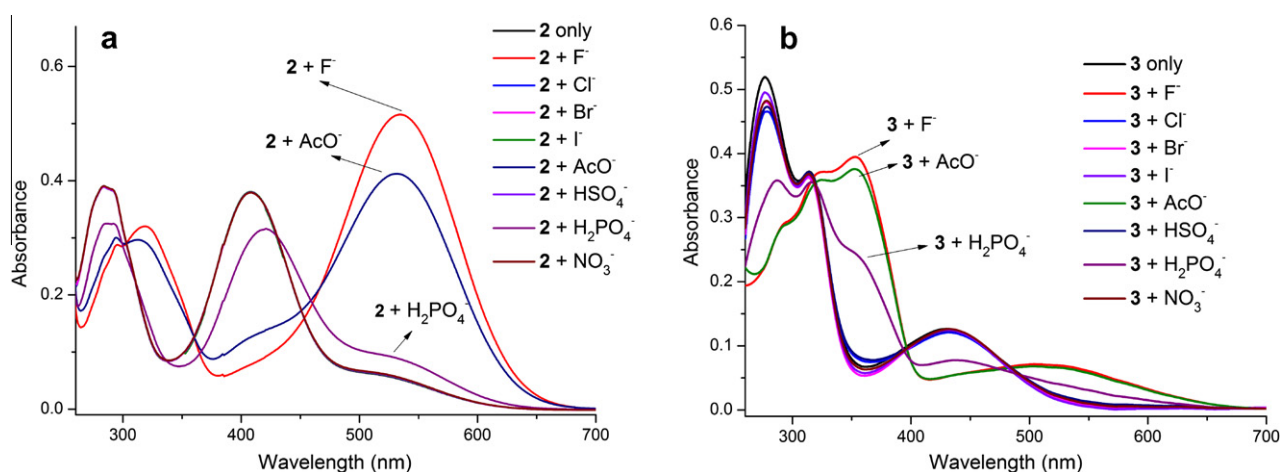 a
2 only
2 + F⁻
2 + Cl⁻
2 + Br⁻
2 + I⁻
2 + AcO⁻
2 + HSO₄⁻
2 + H₂PO₄⁻
2 + NO₃⁻
2 + F⁻
2 + AcO⁻
2 + H₂PO₄⁻
0.6
0.4
0.2
0.0
Absorbance
300
400
500
600
700
Wavelength (nm)
b
3 only
3 + F⁻
3 + Cl⁻
3 + Br⁻
3 + I⁻
3 + AcO⁻
3 + HSO₄⁻
3 + H₂PO₄⁻
3 + NO₃⁻
3 + F⁻
3 + AcO⁻
3 + H₂PO₄⁻
0.6
0.5
0.4
0.3
0.2
0.1
0.0
Absorbance
300
400
500
600
700
Wavelength (nm)